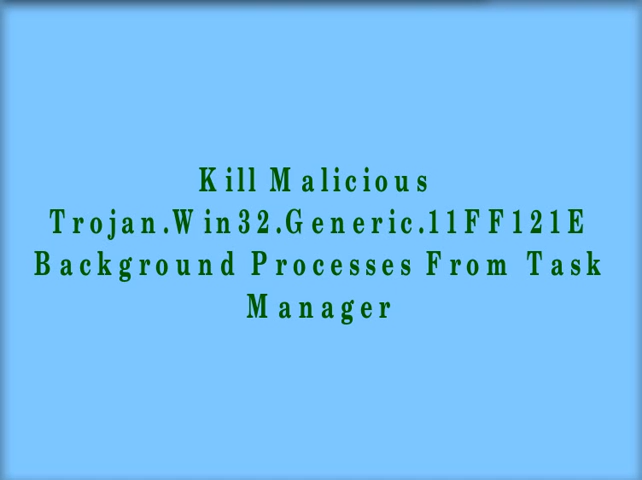 Kill Malicious
Trojan.Win32.Generic.11FF121E
Background Processes From Task
Manager